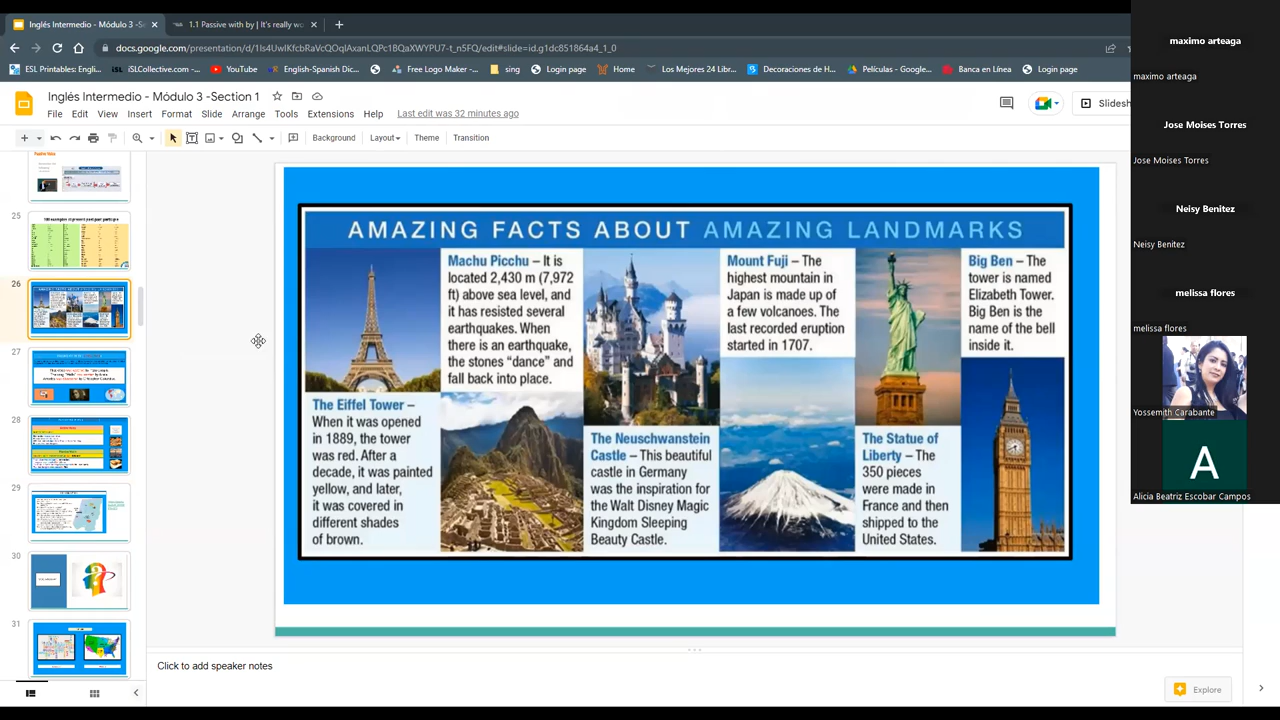 Inglés Intermedio - Módulo 3 -Se
1.1 Passive with by | It's really wo
docs.google.com/presentation/d/1Is4UwIKfcbRaVcQOqIAxanLQPc1BQaXWYPU7-t_n5FQ/edit#slide=id.g1dc851864a4_1_0
ESL Printables: Engli...
iSLCollective.com -...
YouTube
English-Spanish Dic...
Free Logo Maker -...
sing
Login page
Home
Los Mejores 24 Libr...
Decoraciones de H...
Películas - Google...
Banca en Línea
Login page
Inglés Intermedio - Módulo 3 -Section 1
File Edit View Insert Format Slide Arrange Tools Extensions Help Last edit was 32 minutes ago
Slidesh
Background Layout Theme Transition
25
26
27
28
29
30
31
AMAZING FACTS ABOUT AMAZING LANDMARKS
The Eiffel Tower –
When it was opened
in 1889, the tower
was red. After a
decade, it was painted
yellow, and later,
it was covered in
different shades
of brown.
Machu Picchu – It is
located 2,430 m (7,972
ft) above sea level, and
it has resisted several
earthquakes. When
there is an earthquake,
the stones "dance" and
fall back into place.
The Neuschwanstein
Castle – This beautiful
castle in Germany
was the inspiration for
the Walt Disney Magic
Kingdom Sleeping
Beauty Castle.
Mount Fuji – The
highest mountain in
Japan is made up of
a few volcanoes. The
last recorded eruption
started in 1707.
The Statue of
Liberty – The
350 pieces
were made in
France and then
shipped to the
United States.
Big Ben – The
tower is named
Elizabeth Tower.
Big Ben is the
name of the bell
inside it.
Click to add speaker notes
Explore
maximo arteaga
maximo arteaga
Jose Moises Torres
Jose Moises Torres
Neisy Benitez
Neisy Benitez
melissa flores
melissa flores
Yossemith Carabante
A
Alicia Beatriz Escobar Campos